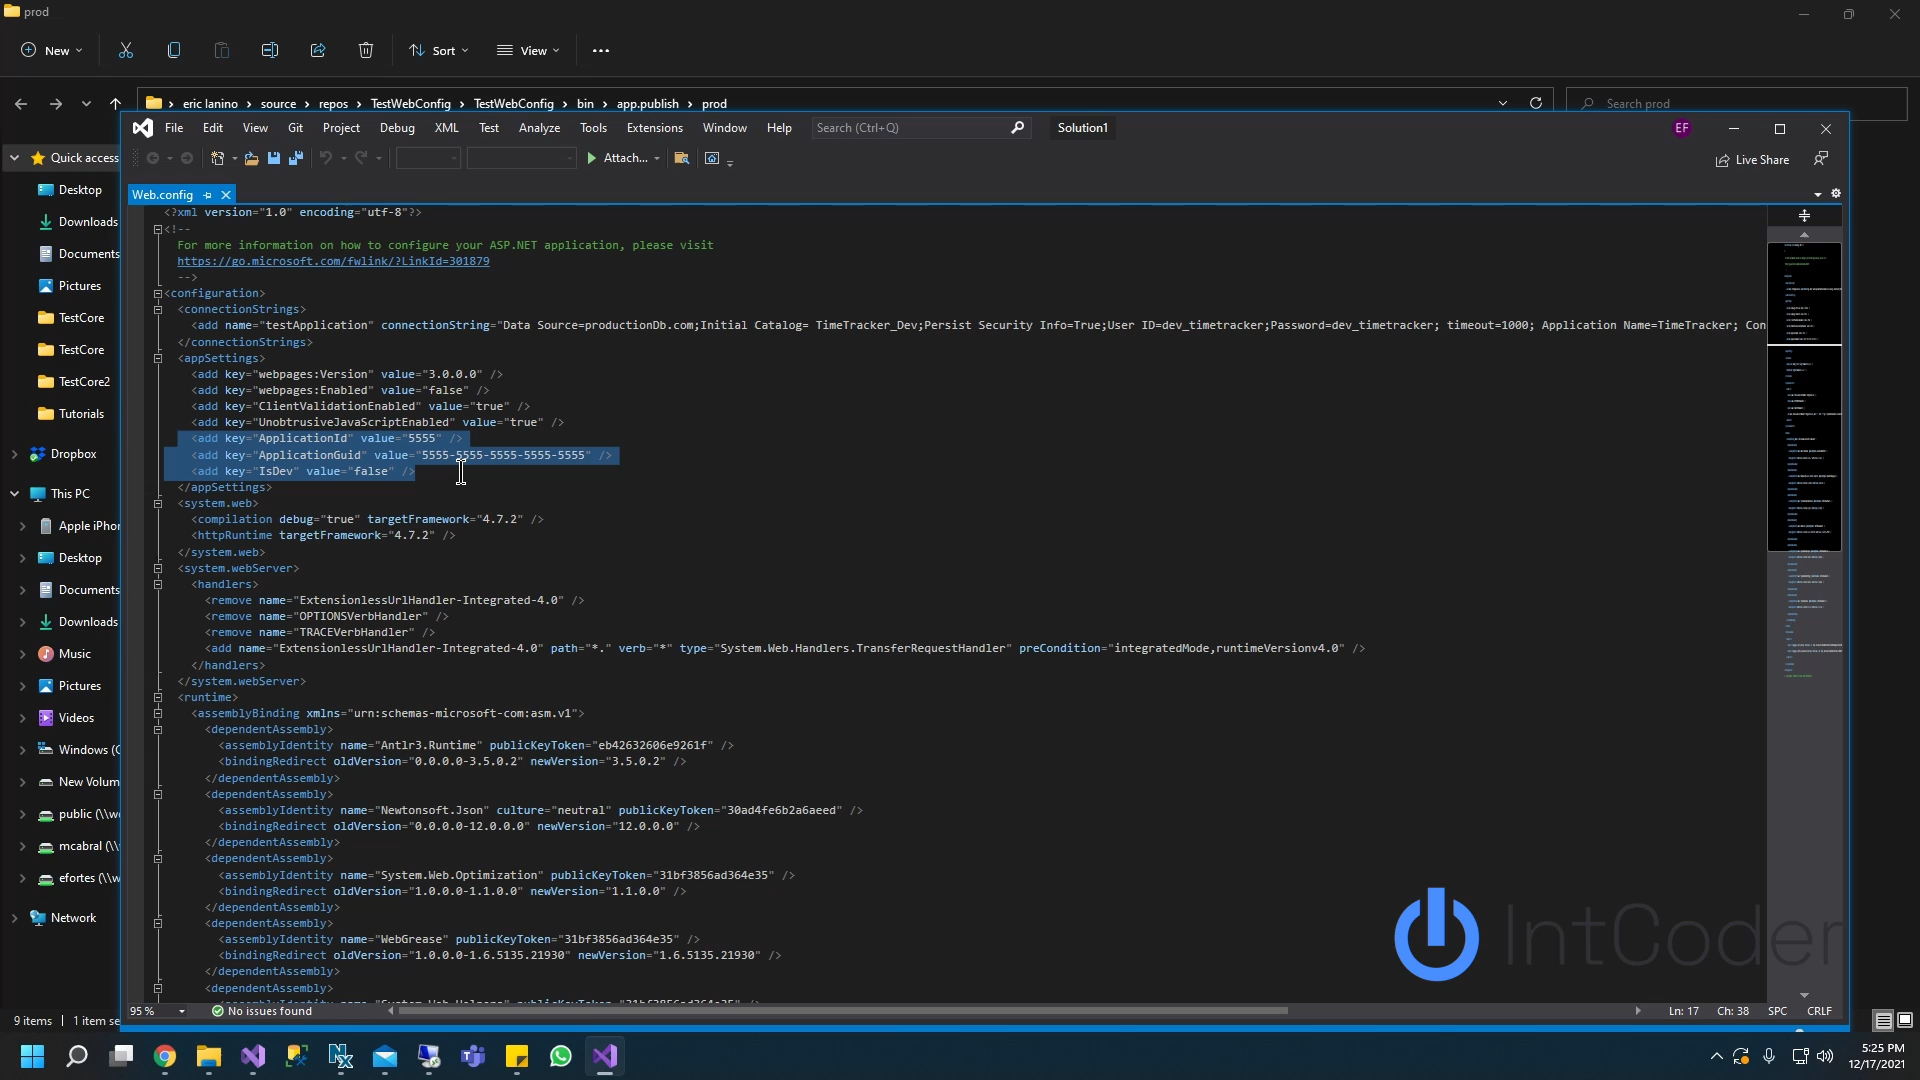 prod
New
Sort
View
eric lanino > source > repos > TestWebConfig > TestWebConfig > bin > app.publish > prod
Search prod
File Edit View Git Project Debug XML Test Analyze Tools Extensions Window Help Search (Ctrl+Q) Solution1 EF
Attach...
Live Share
Quick access
Desktop
Downloads
Documents
Pictures
TestCore
TestCore
TestCore2
Tutorials
Dropbox
This PC
Apple iPho
Desktop
Documents
Downloads
Music
Pictures
Videos
Windows (C
New Volum
public (\\w
mcabral (\\
efortes (\\w
Network
9 items 1 item se
Web.config
<?xml version="1.0" encoding="utf-8"?>
<!--
For more information on how to configure your ASP.NET application, please visit
https://go.microsoft.com/fwlink/?LinkId=301879
-->
<configuration>
<connectionStrings>
<add name="testApplication" connectionString="Data Source=productionDb.com;Initial Catalog= TimeTracker_Dev;Persist Security Info=True;User ID=dev_timetracker;Password=dev_timetracker; timeout=1000; Application Name=TimeTracker; Con
</connectionStrings>
<appSettings>
<add key="webpages:Version" value="3.0.0.0" />
<add key="webpages:Enabled" value="false" />
<add key="ClientValidationEnabled" value="true" />
<add key="UnobtrusiveJavaScriptEnabled" value="true" />
<add key="ApplicationId" value="5555" />
<add key="ApplicationGuid" value="5555-5555-5555-5555-5555" />
<add key="IsDev" value="false" />
</appSettings>
<system.web>
<compilation debug="true" targetFramework="4.7.2" />
<httpRuntime targetFramework="4.7.2" />
</system.web>
<system.webServer>
<handlers>
<remove name="ExtensionlessUrlHandler-Integrated-4.0" />
<remove name="OPTIONSVerbHandler" />
<remove name="TRACEVerbHandler" />
<add name="ExtensionlessUrlHandler-Integrated-4.0" path="*." verb="*" type="System.Web.Handlers.TransferRequestHandler" preCondition="integratedMode,runtimeVersionv4.0" />
</handlers>
</system.webServer>
<runtime>
<assemblyBinding xmlns="urn:schemas-microsoft-com:asm.v1">
<dependentAssembly>
<assemblyIdentity name="Antlr3.Runtime" publicKeyToken="eb42632606e9261f" />
<bindingRedirect oldVersion="0.0.0.0-3.5.0.2" newVersion="3.5.0.2" />
</dependentAssembly>
<dependentAssembly>
<assemblyIdentity name="Newtonsoft.Json" culture="neutral" publicKeyToken="30ad4fe6b2a6aeed" />
<bindingRedirect oldVersion="0.0.0.0-12.0.0.0" newVersion="12.0.0.0" />
</dependentAssembly>
<dependentAssembly>
<assemblyIdentity name="System.Web.Optimization" publicKeyToken="31bf3856ad364e35" />
<bindingRedirect oldVersion="1.0.0.0-1.1.0.0" newVersion="1.1.0.0" />
</dependentAssembly>
<dependentAssembly>
<assemblyIdentity name="WebGrease" publicKeyToken="31bf3856ad364e35" />
<bindingRedirect oldVersion="1.0.0.0-1.6.5135.21930" newVersion="1.6.5135.21930" />
</dependentAssembly>
<dependentAssembly>
IntCoder
95 % No issues found Ln: 17 Ch: 38 SPC CRLF
5:25 PM
12/17/2021